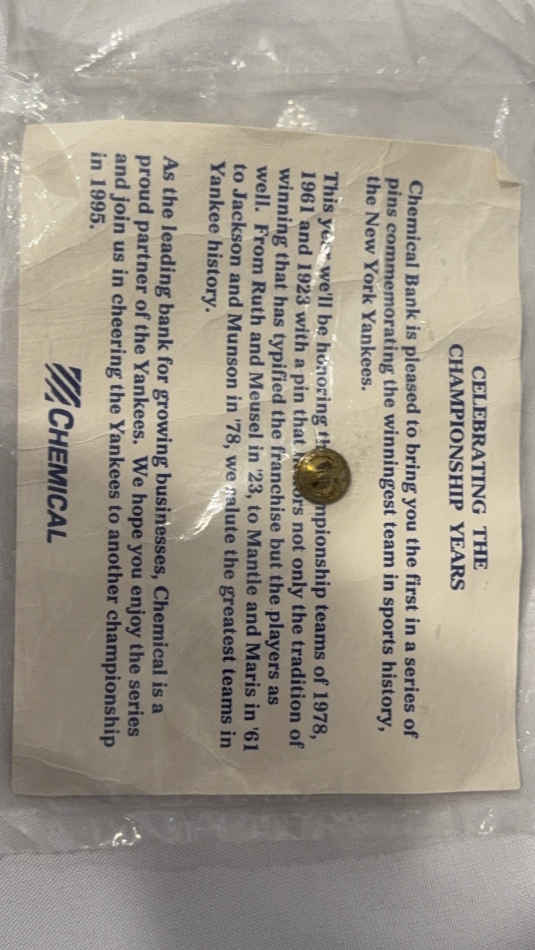 CELEBRATING THE
CHAMPIONSHIP YEARS
Chemical Bank is pleased to bring you the first in a series of
pins commemorating the winningest team in sports history,
the New York Yankees.
This we'll be honoring pionship teams of 1978,
1961 and 1923 with a pin that ors not only the tradition of
winning that has typified the franchise but the players as
well. From Ruth and Meusel in '23, to Mantle and Maris in '61
to Jackson and Munson in '78, we salute the greatest teams in
Yankee history.
As the leading bank for growing businesses, Chemical is a
proud partner of the Yankees. We hope you enjoy the series
and join us in cheering the Yankees to another championship
in 1995.
CHEMICAL